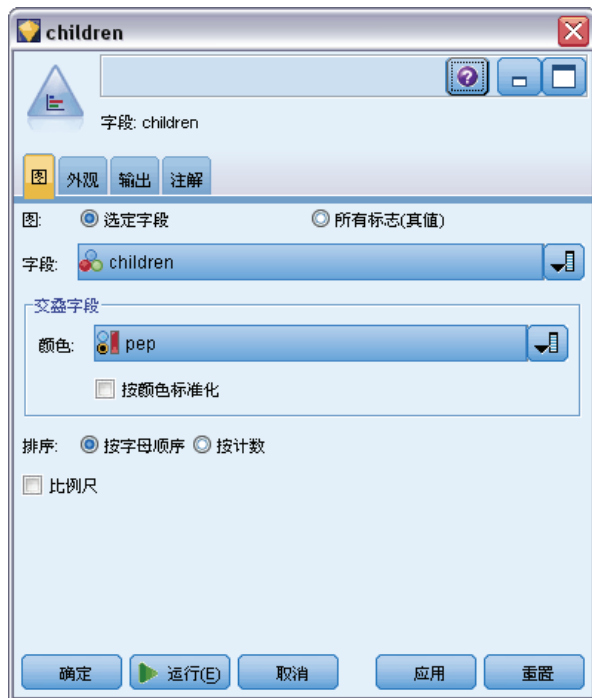 children
字段: children
图 外观 输出 注解
图: 选定字段 所有标志(真值)
字段: children
交叠字段
颜色: pep
按颜色标准化
排序: 按字母顺序 按计数
比例尺
确定 运行(E) 取消 应用 重置